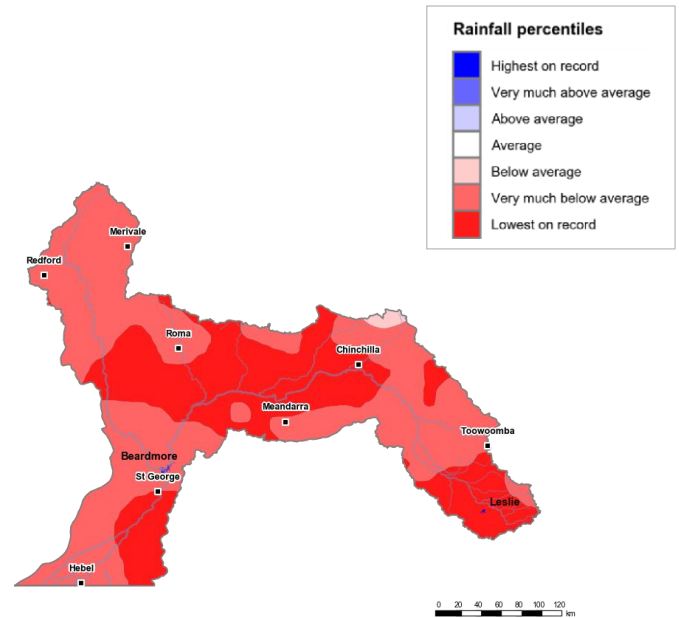 Rainfall percentiles
Highest on record
Very much above average
Above average
Average
Below average
Very much below average
Lowest on record
Merivale
Redford
Roma
Chinchilla
Meandarra
Toowoomba
Beardmore
St George
Leslie
Hebel
0 20 40 60 80 100 120
km